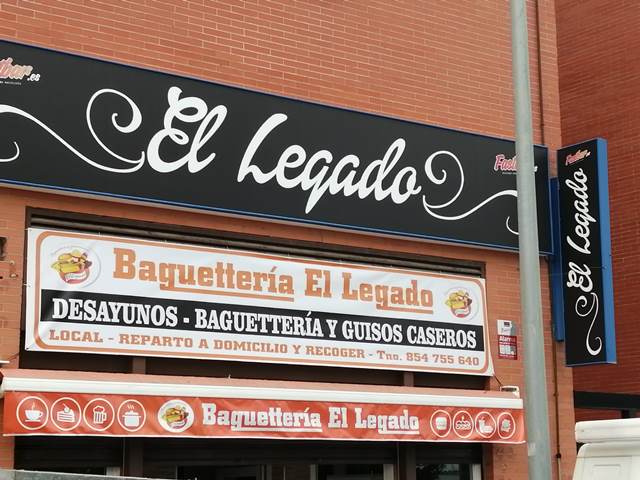 El Legado
Fastbar
El Legado
Baguettería El Legado
DESAYUNOS - BAGUETTERÍA Y GUISOS CASEROS
LOCAL - REPARTO A DOMICILIO Y RECOGER - Tno. 854 755 640
Baguettería El Legado